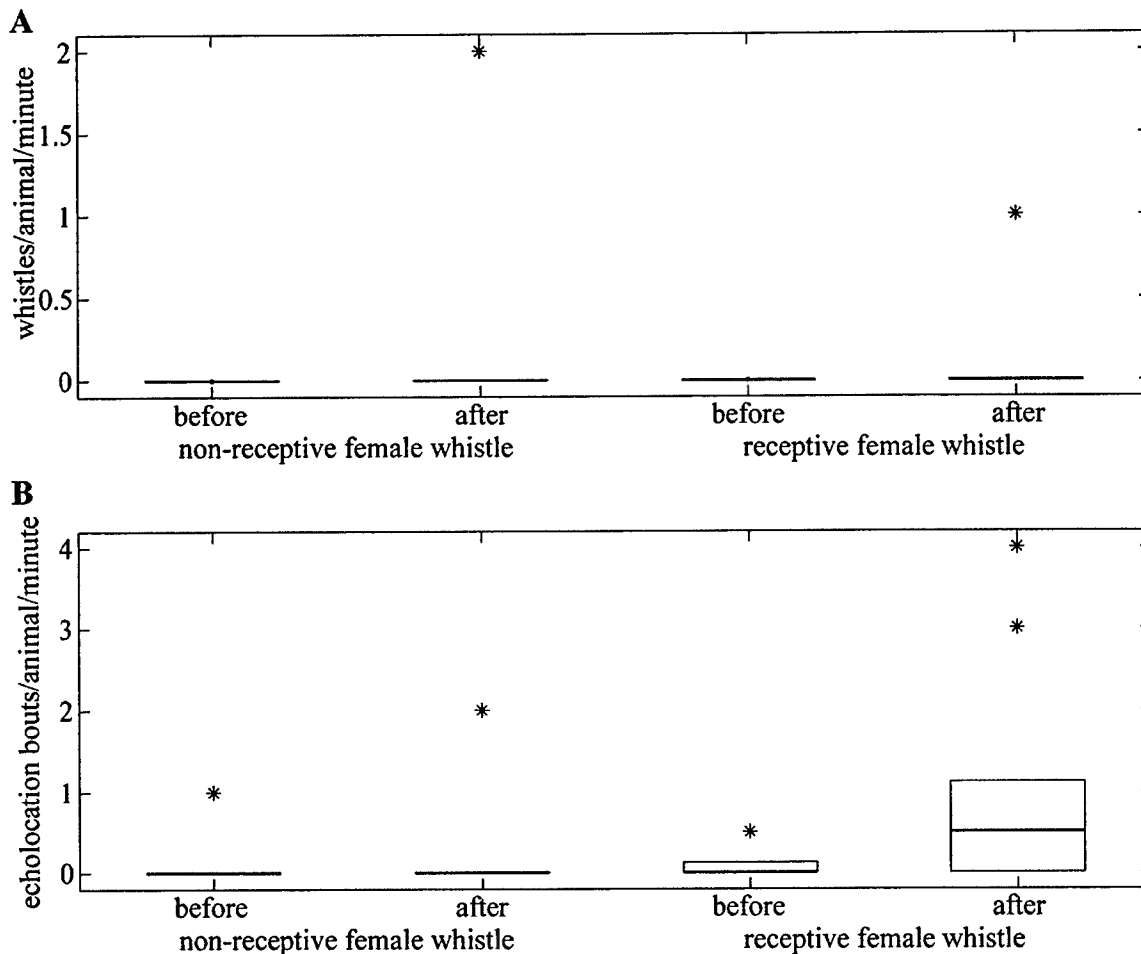 A
whistles/animal/minute
2
1.5
1
0.5
0
before after before after
non-receptive female whistle receptive female whistle
B
echolocation bouts/animal/minute
4
3
2
1
0
before after before after
non-receptive female whistle receptive female whistle